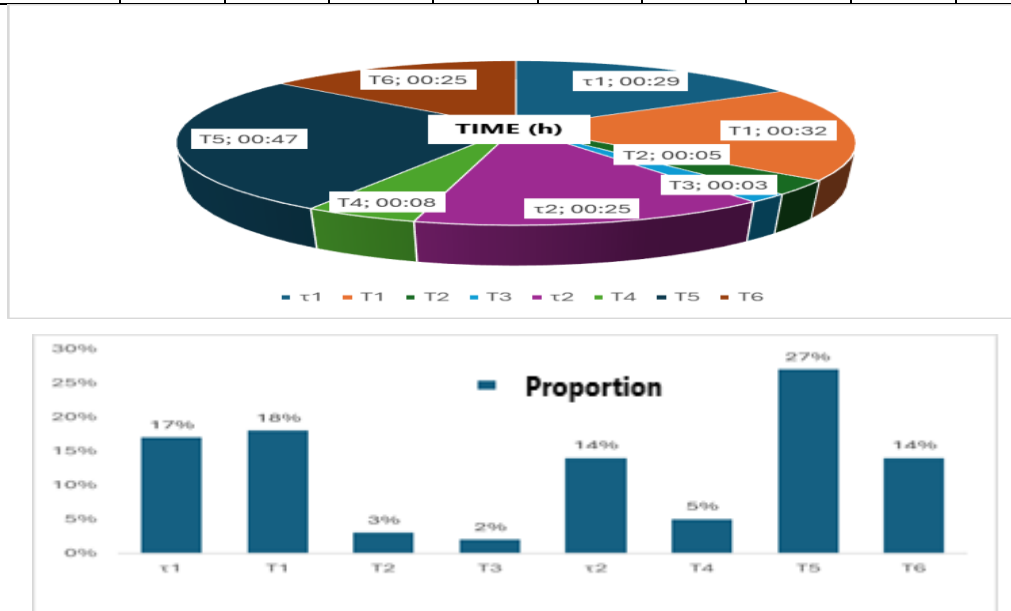 T6; 00:25
τ1; 00:29
TIME (h)
T1; 00:32
T5; 00:47
T2; 00:05
T3; 00:03
T4; 00:08
τ2; 00:25
τ1 T1 T2 T3 τ2 T4 T5 T6
30%
25%
20%
15%
10%
5%
0%
Proportion
17%
18%
3%
2%
14%
5%
27%
14%
τ1 T1 T2 T3 τ2 T4 T5 T6